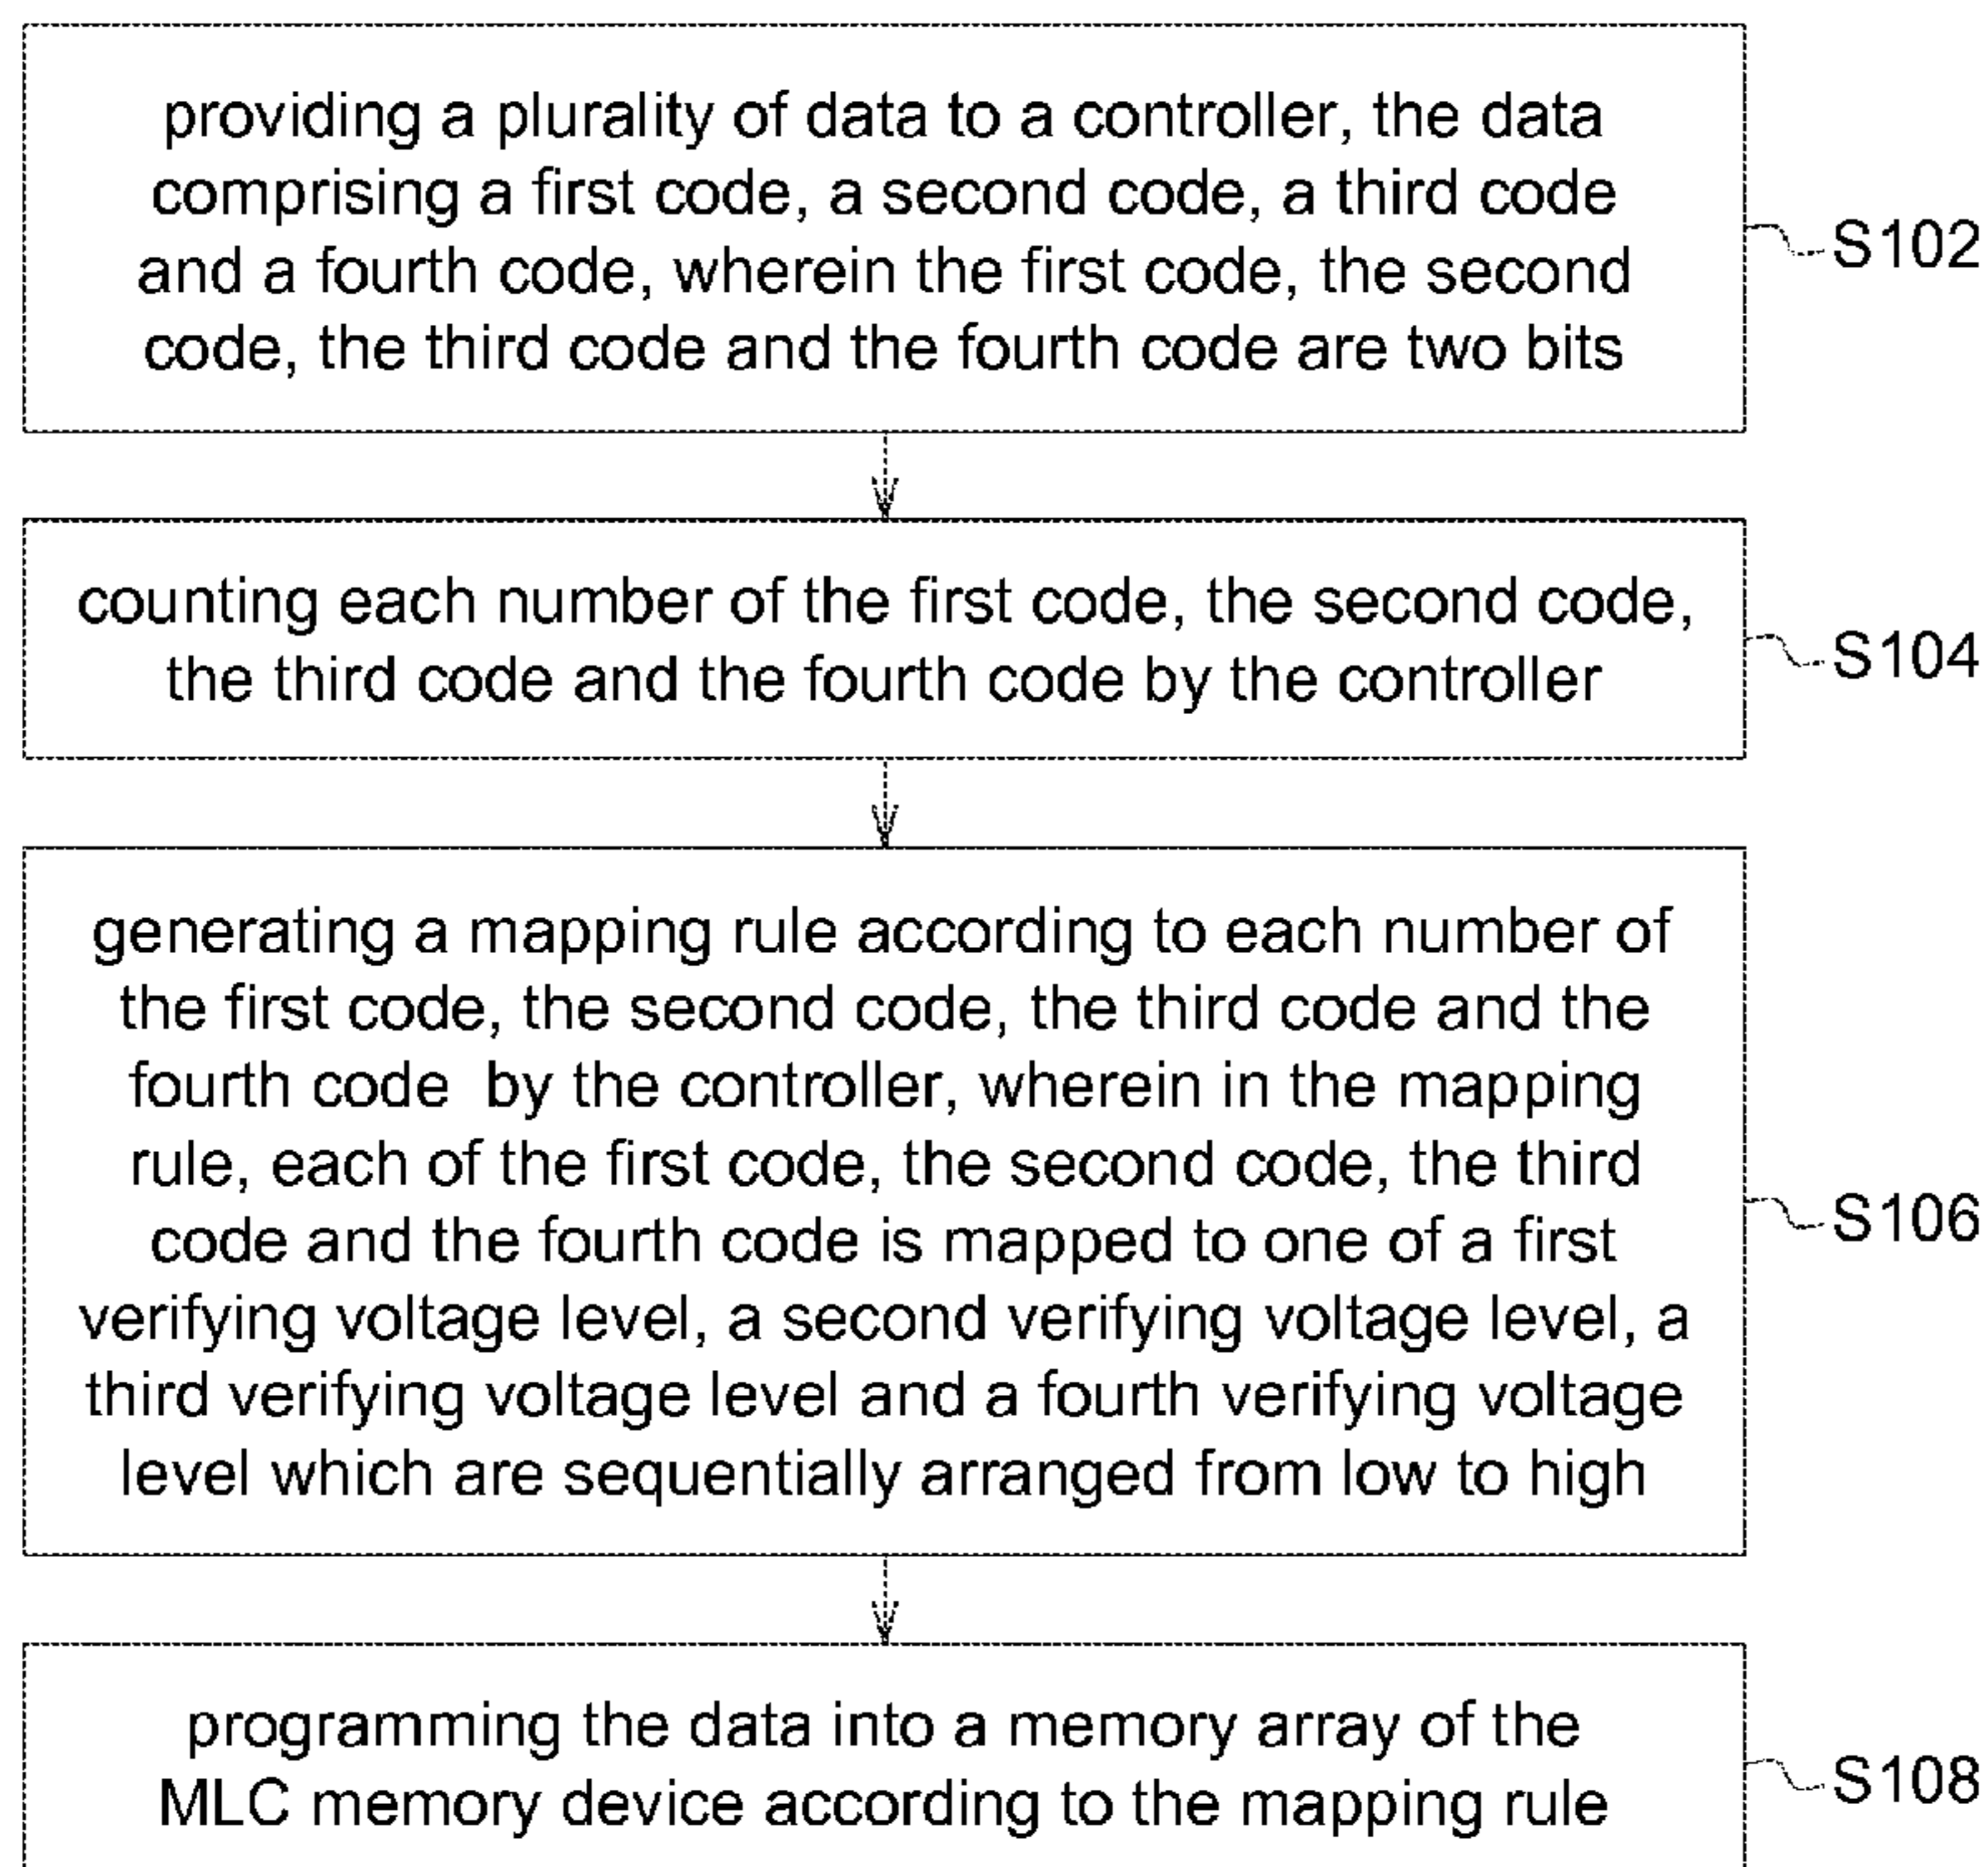 providing a plurality of data to a controller, the data
comprising a first code, a second code, a third code
and a fourth code, wherein the first code, the second
code, the third code and the fourth code are two bits
S102
counting each number of the first code, the second code,
the third code and the fourth code by the controller
S104
generating a mapping rule according to each number of
the first code, the second code, the third code and the
fourth code by the controller, wherein in the mapping
rule, each of the first code, the second code, the third
code and the fourth code is mapped to one of a first
verifying voltage level, a second verifying voltage level, a
third verifying voltage level and a fourth verifying voltage
level which are sequentially arranged from low to high
S106
programming the data into a memory array of the
MLC memory device according to the mapping rule
S108